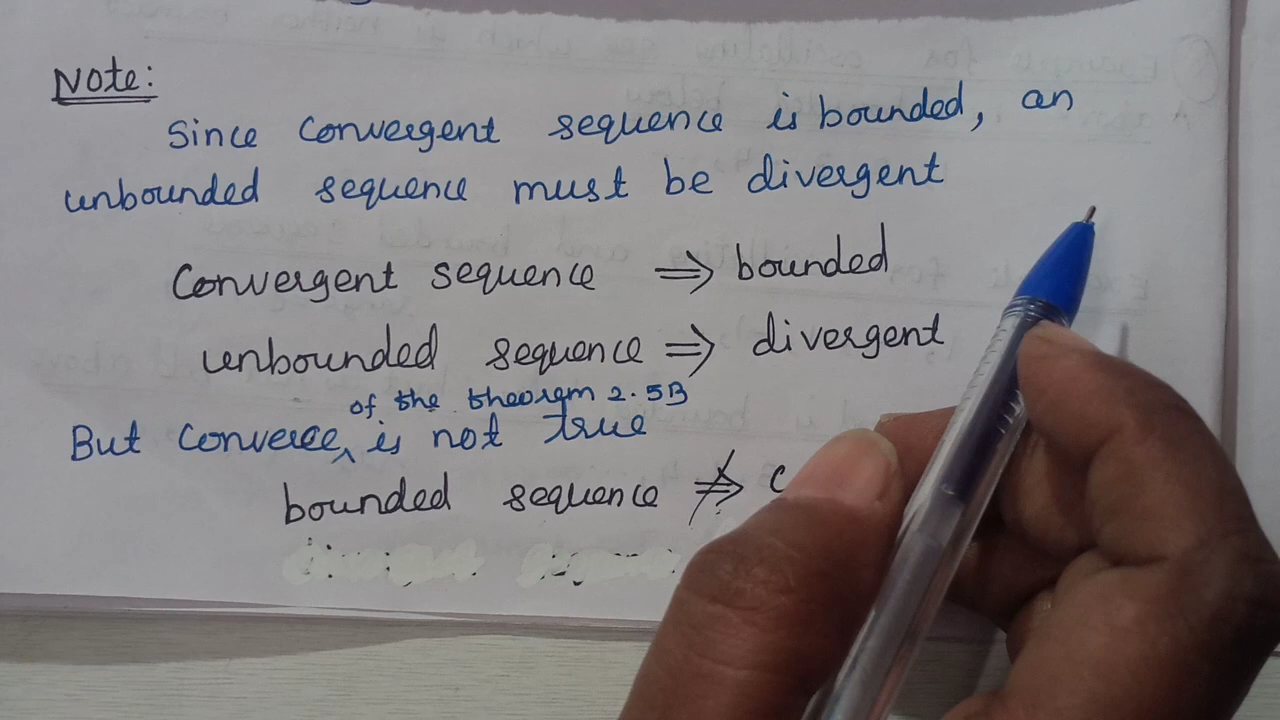 Note:
Since convergent sequence is bounded, an
unbounded sequence must be divergent
Convergent sequence ⇒ bounded
unbounded sequence ⇒ divergent
of the theorem 2.5B
But converce ‸ is not true
bounded sequence ⇏ c